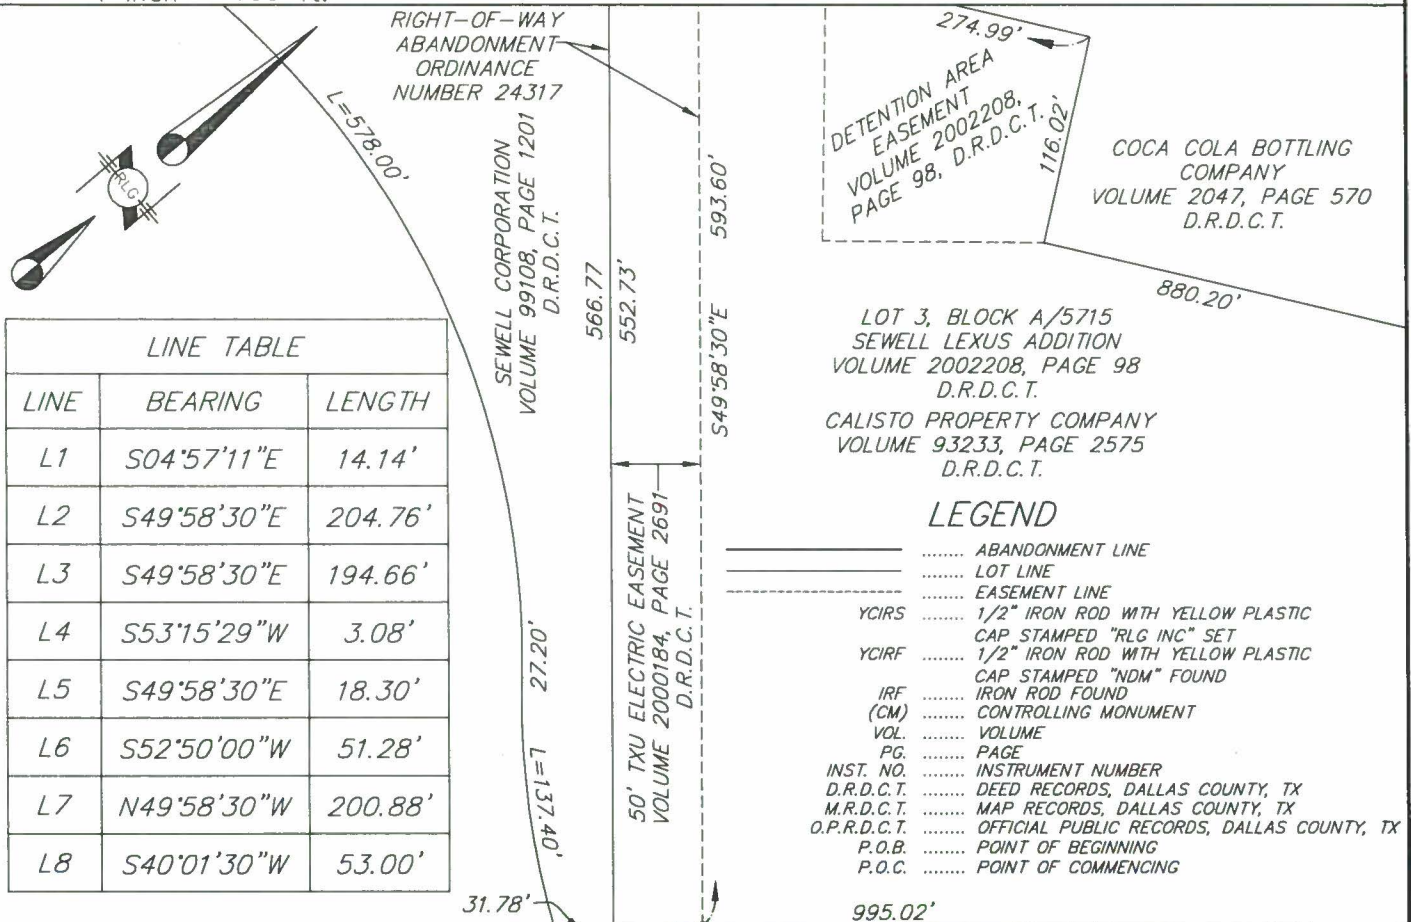 RIGHT-OF-WAY
ABANDONMENT
ORDINANCE
NUMBER 24317
L=578.00'
RLG
SEWELL CORPORATION
VOLUME 99108, PAGE 1201
D.R.D.C.T.
566.77
552.73'
S49°58'30"E 593.60'
274.99'
DETENTION AREA
EASEMENT
VOLUME 2002208,
PAGE 98, D.R.D.C.T.
116.02'
COCA COLA BOTTLING
COMPANY
VOLUME 2047, PAGE 570
D.R.D.C.T.
880.20'
LOT 3, BLOCK A/5715
SEWELL LEXUS ADDITION
VOLUME 2002208, PAGE 98
D.R.D.C.T.
CALISTO PROPERTY COMPANY
VOLUME 93233, PAGE 2575
D.R.D.C.T.
LINE TABLE
LINE BEARING LENGTH
L1 S04°57'11"E 14.14'
L2 S49°58'30"E 204.76'
L3 S49°58'30"E 194.66'
L4 S53°15'29"W 3.08'
L5 S49°58'30"E 18.30'
L6 S52°50'00"W 51.28'
L7 N49°58'30"W 200.88'
L8 S40°01'30"W 53.00'
27.20'
L=137.40'
50' TXU ELECTRIC EASEMENT
VOLUME 2000184, PAGE 2691
D.R.D.C.T.
31.78'
LEGEND
........ ABANDONMENT LINE
........ LOT LINE
........ EASEMENT LINE
YCIRS ........ 1/2" IRON ROD WITH YELLOW PLASTIC
CAP STAMPED "RLG INC" SET
YCIRF ........ 1/2" IRON ROD WITH YELLOW PLASTIC
CAP STAMPED "NDM" FOUND
IRF ........ IRON ROD FOUND
(CM) ........ CONTROLLING MONUMENT
VOL. ........ VOLUME
PG. ........ PAGE
INST. NO. ........ INSTRUMENT NUMBER
D.R.D.C.T. ........ DEED RECORDS, DALLAS COUNTY, TX
M.R.D.C.T. ........ MAP RECORDS, DALLAS COUNTY, TX
O.P.R.D.C.T. ........ OFFICIAL PUBLIC RECORDS, DALLAS COUNTY, TX
P.O.B. ........ POINT OF BEGINNING
P.O.C. ........ POINT OF COMMENCING
995.02'